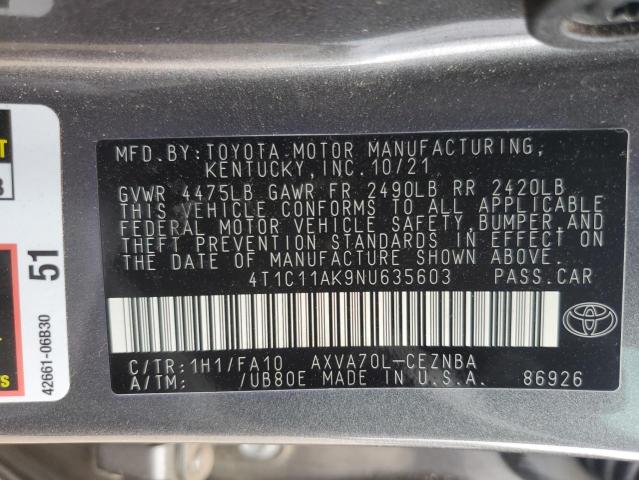 MFD.BY:TOYOTA MOTOR MANUFACTURING,
KENTUCKY, INC. 10/21
GVWR 4475LB GAWR FR 2490LB RR 2420LB
THIS VEHICLE CONFORMS TO ALL APPLICABLE
FEDERAL MOTOR VEHICLE SAFETY, BUMPER, AND
THEFT PREVENTION STANDARDS IN EFFECT ON
THE DATE OF MANUFACTURE SHOWN ABOVE.
4T1C11AK9NU635603 PASS.CAR
C/TR:1H1/FA10 AXVA70L-CEZNBA
A/TM: /UB80E MADE IN U.S.A. 86926
51
42661-06B30